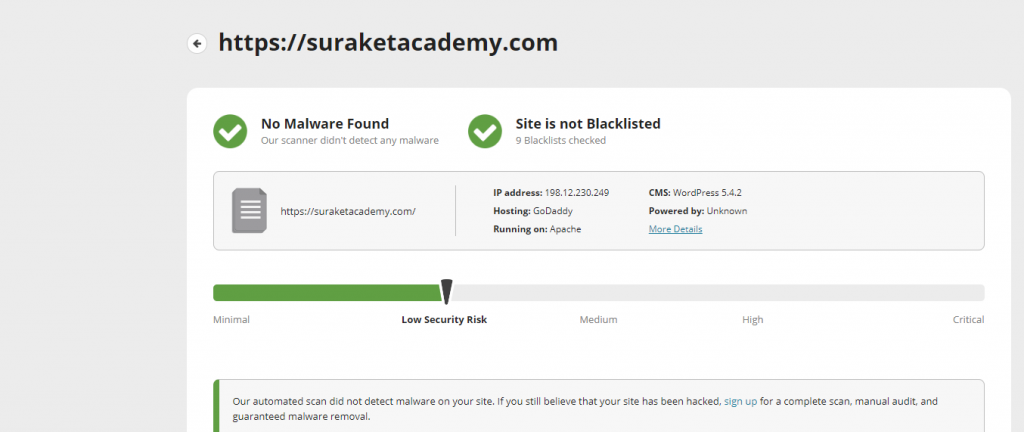 https://suraketacademy.com
No Malware Found
Our scanner didn't detect any malware
Site is not Blacklisted
9 Blacklists checked
https://suraketacademy.com/
IP address: 198.12.230.249
Hosting: GoDaddy
Running on: Apache
CMS: WordPress 5.4.2
Powered by: Unknown
More Details
Minimal
Low Security Risk
Medium
High
Critical
Our automated scan did not detect malware on your site. If you still believe that your site has been hacked, sign up for a complete scan, manual audit, and
guaranteed malware removal.